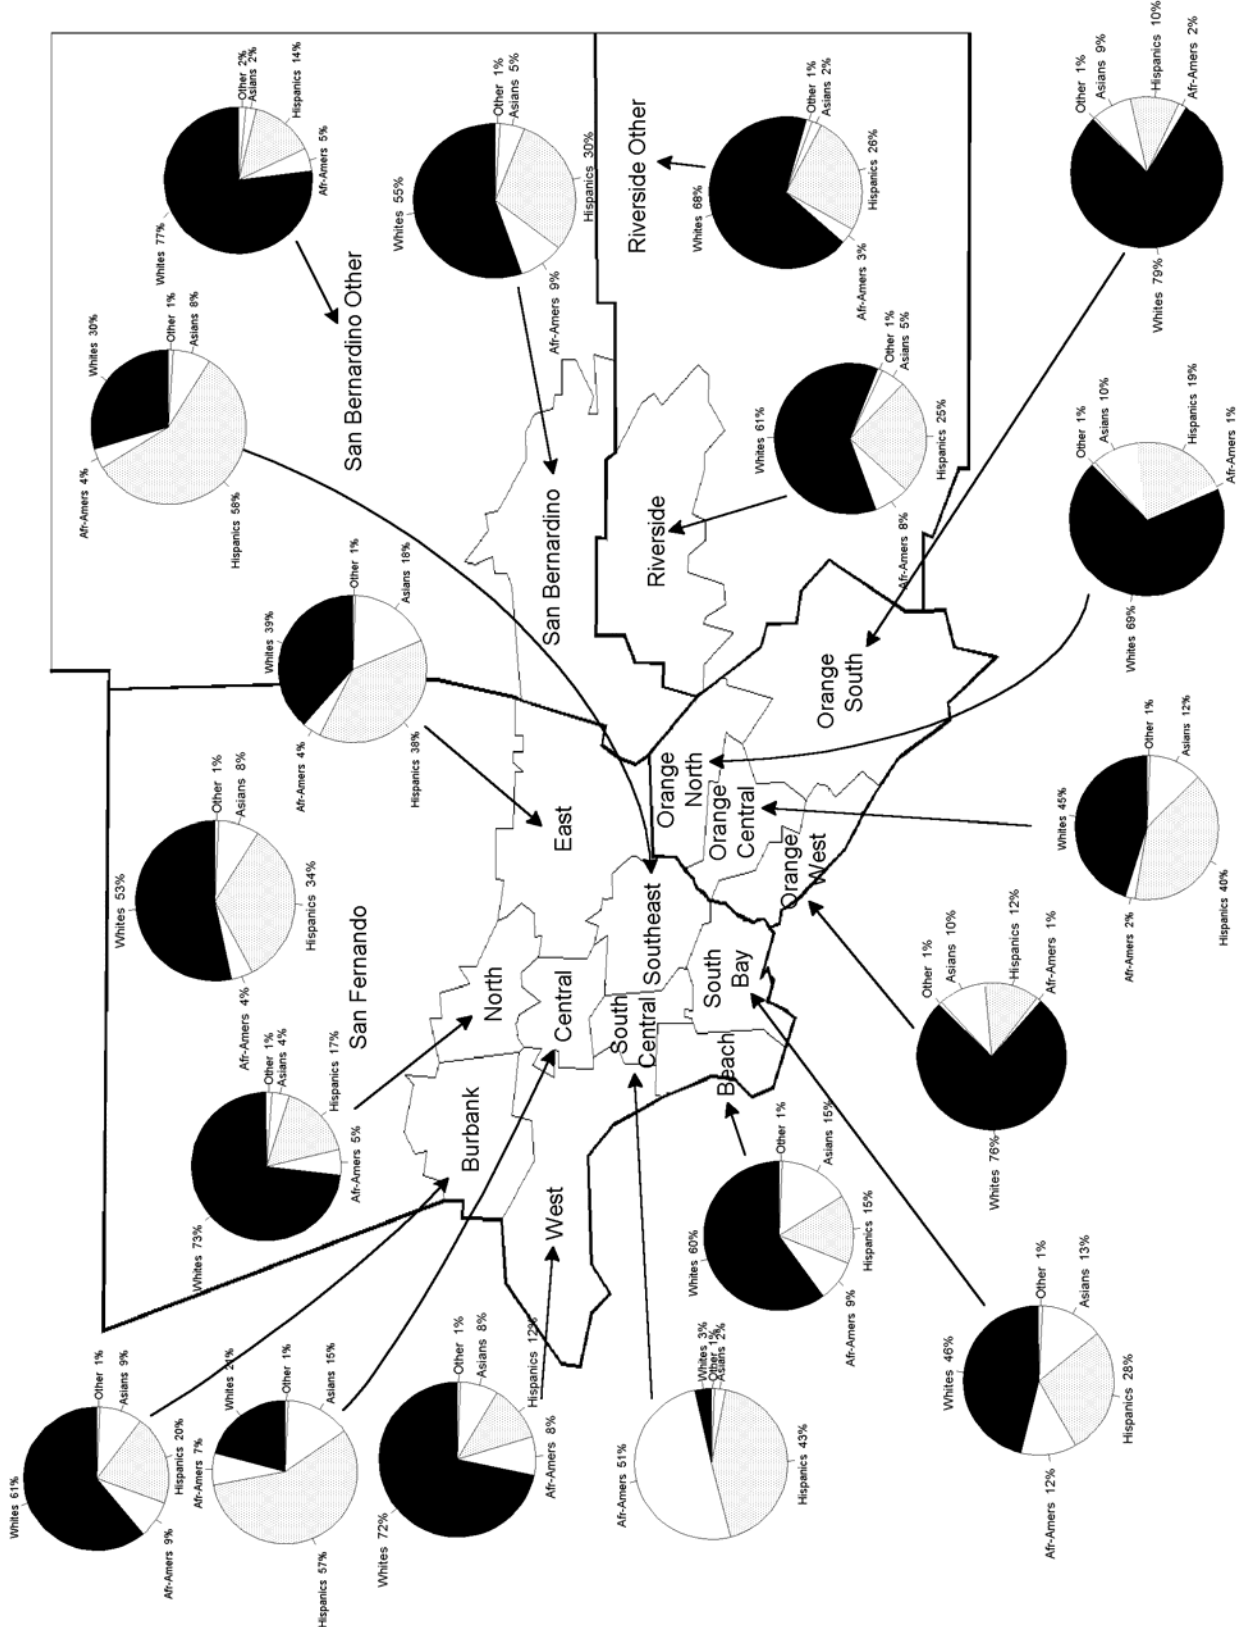 Other 2%
Asians 2%
Hispanics 14%
Afr-Amers 5%
Whites 77%
San Bernardino Other
Other 1%
Asians 5%
Hispanics 30%
Afr-Amers 9%
Whites 55%
San Bernardino
Riverside Other
Other 1%
Asians 2%
Hispanics 26%
Afr-Amers 3%
Whites 68%
Other 1%
Asians 9%
Hispanics 10%
Afr-Amers 2%
Whites 79%
Whites 30%
Other 1%
Asians 8%
Hispanics 58%
Afr-Amers 4%
Other 1%
Asians 5%
Hispanics 25%
Afr-Amers 8%
Whites 61%
Riverside
Other 1%
Asians 10%
Hispanics 19%
Afr-Amers 1%
Whites 69%
Whites 39%
Other 1%
Asians 18%
Hispanics 38%
Afr-Amers 4%
East
Orange
South
Orange
North
Orange
Central
Orange
West
Whites 45%
Other 1%
Asians 12%
Hispanics 40%
Afr-Amers 2%
Whites 53%
Other 1%
Asians 8%
Hispanics 34%
Afr-Amers 4%
San Fernando
North
Central
Southeast
South
Central
South
Bay
Beach
Burbank
West
Other 1%
Asians 4%
Hispanics 17%
Afr-Amers 5%
Whites 73%
Other 1%
Asians 10%
Hispanics 12%
Afr-Amers 1%
Whites 76%
Other 1%
Asians 15%
Hispanics 15%
Afr-Amers 9%
Whites 60%
Other 1%
Asians 13%
Hispanics 28%
Afr-Amers 12%
Whites 46%
Other 1%
Asians 9%
Hispanics 20%
Afr-Amers 9%
Whites 61%
Whites 21%
Other 1%
Asians 15%
Hispanics 57%
Afr-Amers 7%
Other 1%
Asians 8%
Hispanics 12%
Afr-Amers 8%
Whites 72%
Whites 3%
Other 1%
Asians 2%
Hispanics 43%
Afr-Amers 51%